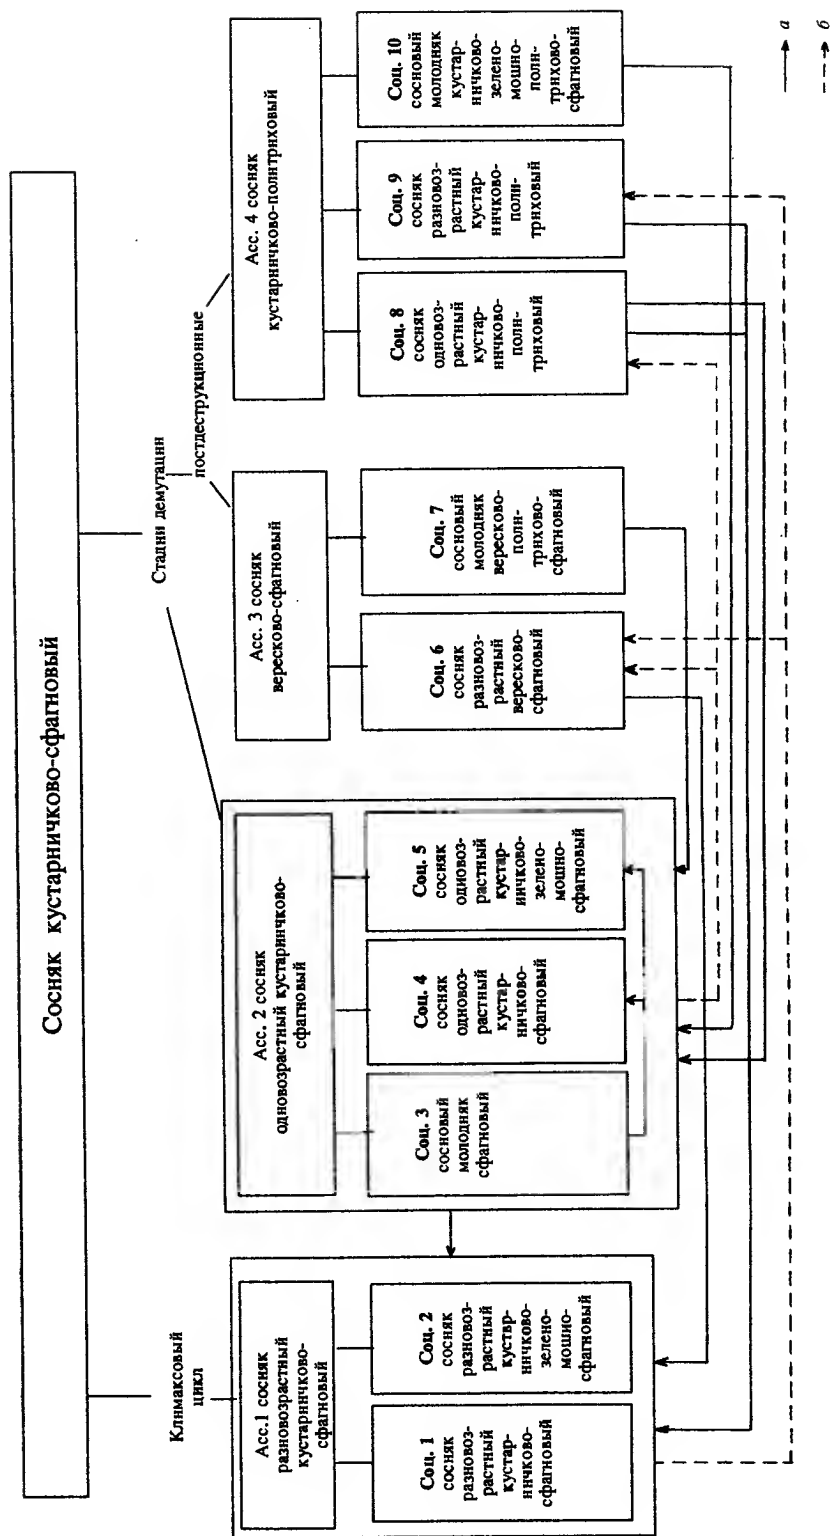 Сосняк кустарничково-сфагновый
Климаксовый
цикл
Стадии демутации
постдеструкционные
Асс.1 сосняк
разновозрастный
кустарничково-
сфагновый
Соц. 1
сосняк
разновоз-
растный
кустар-
ничково-
сфагновый
Соц. 2
сосняк
разновоз-
растный
кустар-
ничково-
зелено-
мошно-
сфагновый
Асс. 2 сосняк
одновозрастный кустарничково-
сфагновый
Соц. 3
сосновый
молодняк
сфагновый
Соц. 4
сосняк
одновоз-
растный
кустар-
ничково-
сфагновый
Соц. 5
сосняк
одновоз-
растный
кустар-
ничково-
зелено-
мошно-
сфагновый
Асс. 3 сосняк
вересково-сфагновый
Соц. 6
сосняк
разновоз-
растный
вересково-
сфагновый
Соц. 7
сосновый
молодняк
вересково-
поли-
трихово-
сфагновый
Асс. 4 сосняк
кустарничково-политриховый
Соц. 8
сосняк
одновоз-
растный
кустар-
ничково-
поли-
триховый
Соц. 9
сосняк
разновоз-
растный
кустар-
ничково-
поли-
триховый
Соц. 10
сосновый
молодняк
кустар-
ничково-
зелено-
мошно-
поли-
трихово-
сфагновый
а
б